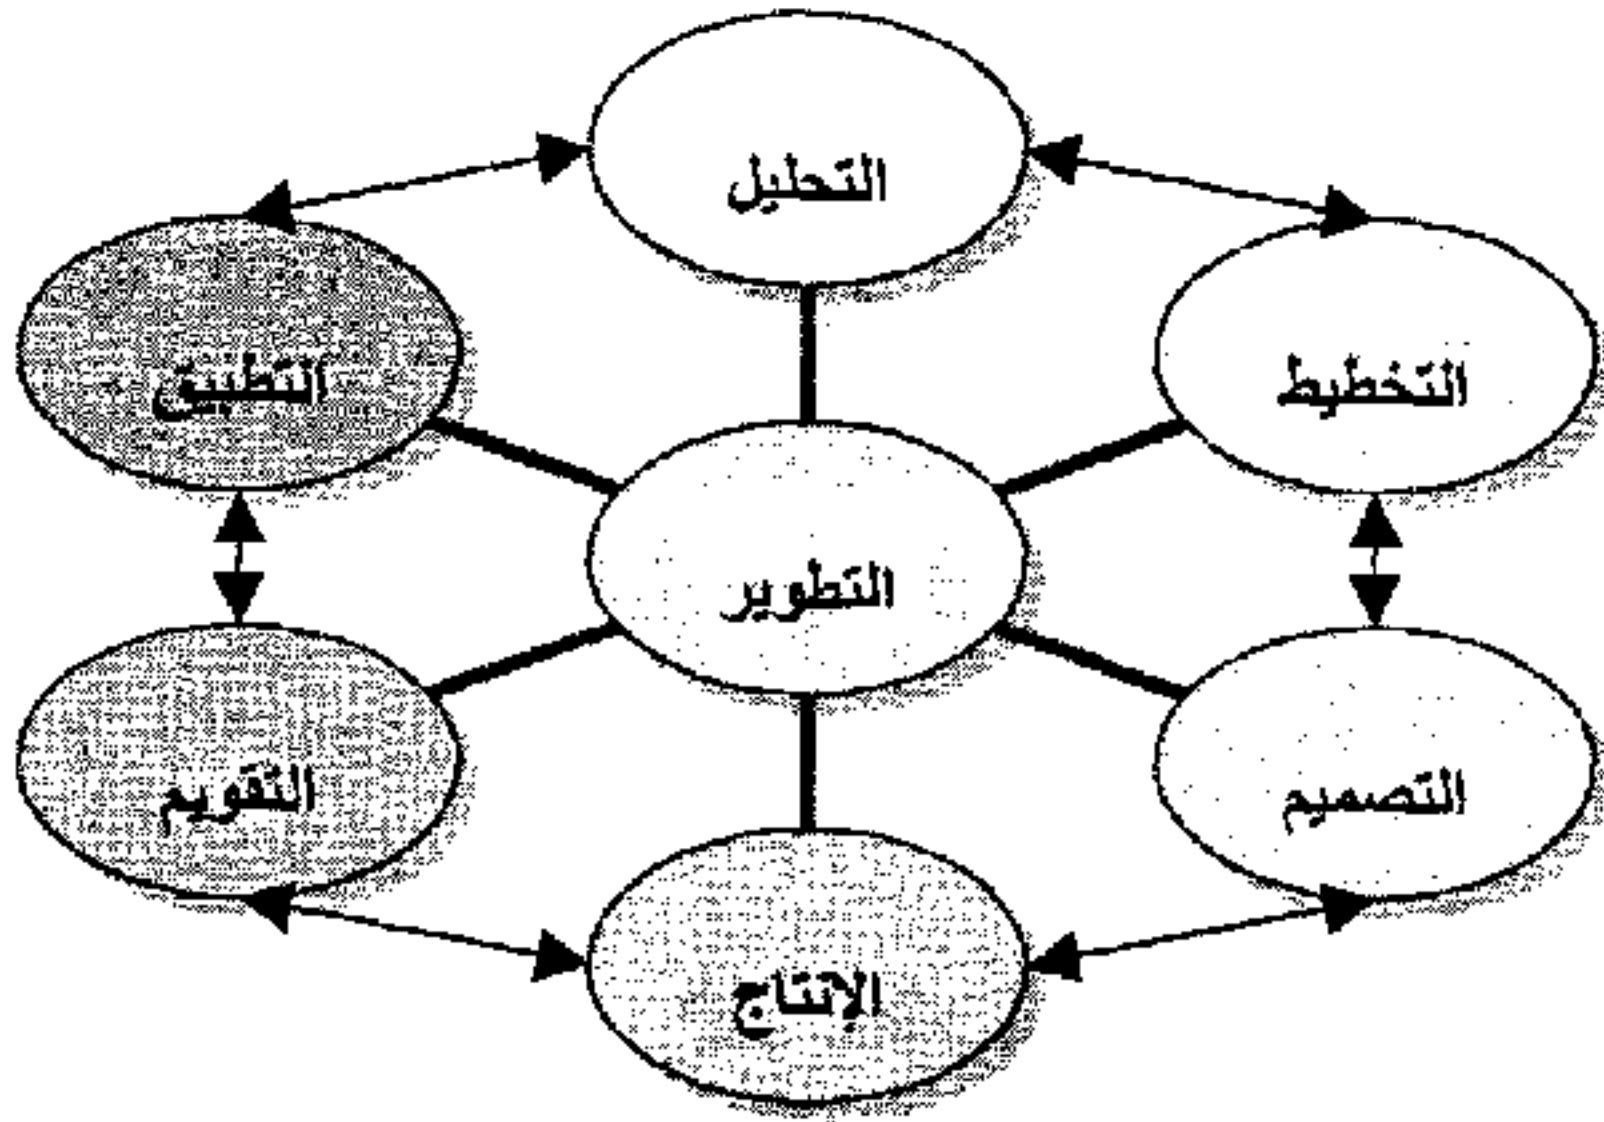 التحليل
التخطيط
التطبيق
التطوير
التصميم
التقويم
الإنتاج